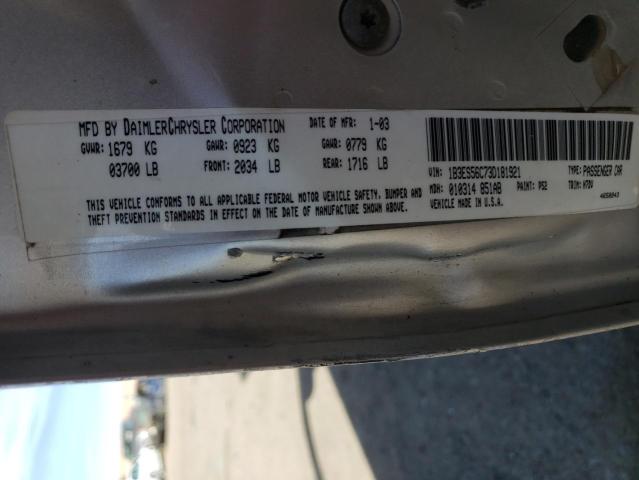 MFD BY DAIMLERCHRYSLER CORPORATION DATE OF MFR: 1-03
GVWR: 1679 KG GAWR: 0923 KG GAWR: 0779 KG
03700 LB FRONT: 2034 LB REAR: 1716 LB
THIS VEHICLE CONFORMS TO ALL APPLICABLE FEDERAL MOTOR VEHICLE SAFETY, BUMPER AND
THEFT PREVENTION STANDARDS IN EFFECT ON THE DATE OF MANUFACTURE SHOWN ABOVE.
VIN: 1B3ES56C73D181921 TYPE: PASSENGER CAR
MDH: 010314 851AB PAINT: PS2 TRIM: H7DV
VEHICLE MADE IN U.S.A.